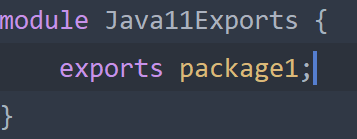 module Java11Exports {
    exports package1;
}